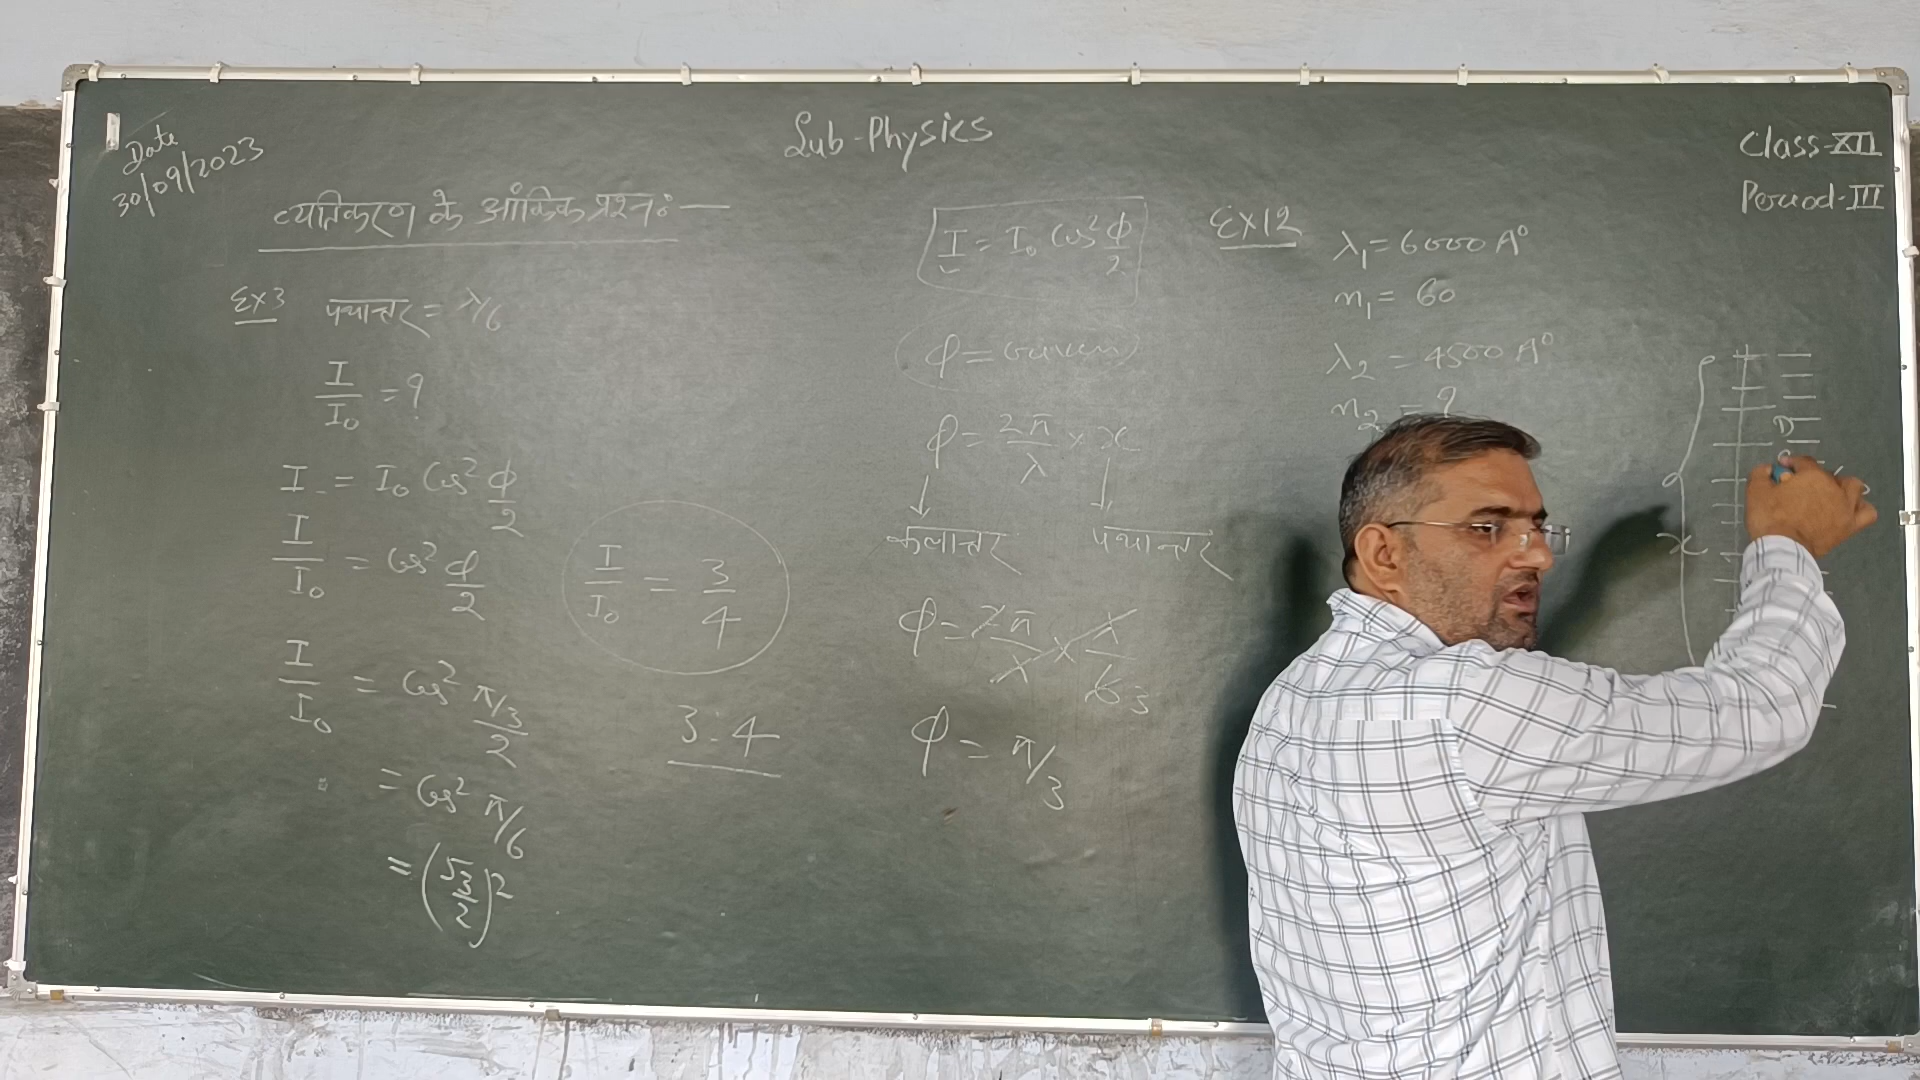 Date
30/09/2023
Sub-Physics
Class-XII
Period-III
व्यतिकरण के आंकिक प्रश्न:—
Ex3 पथान्तर = λ/6
I/I₀ = ?
I = I₀ Cos² ϕ/2
I/I₀ = Cos² ϕ/2
I/I₀ = Cos² π/3/2
= Cos² π/6
= (√3/2)²
I/I₀ = 3/4
3:4
I = I₀ Cos² ϕ/2
ϕ =
ϕ = 2π/λ × x
कलान्तर पथान्तर
ϕ = 2π/λ × λ/6 3
ϕ = π/3
Ex12
λ₁ = 6000 A°
n₁ = 60
λ₂ = 4500 A°
n₂ = ?
x
D